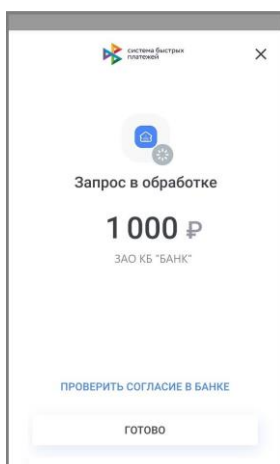 система быстрых
платежей
Запрос в обработке
1 000 ₽
ЗАО КБ "БАНК"
ПРОВЕРИТЬ СОГЛАСИЕ В БАНКЕ
ГОТОВО